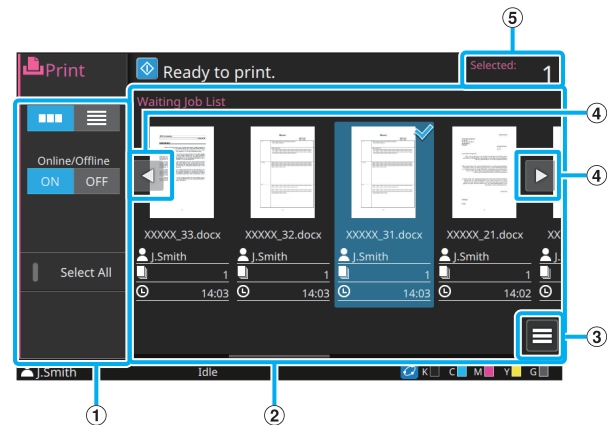 5
Print
Ready to print.
Selected:
1
Waiting Job List
4
Online/Offline
ON OFF
4
XXXXX_33.docx XXXXX_32.docx XXXXX_31.docx XXXXX_21.docx XX
J.Smith J.Smith J.Smith J.Smith J.
Select All
1 1 1 1
14:03 14:03 14:03 14:02
3
J.Smith Idle K C M Y G
1 2